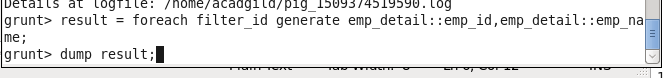 Details at logfile: /home/acadgild/pig_1509374519590.log
grunt> result = foreach filter_id generate emp_detail::emp_id,emp_detail::emp_na
me;
grunt> dump result;